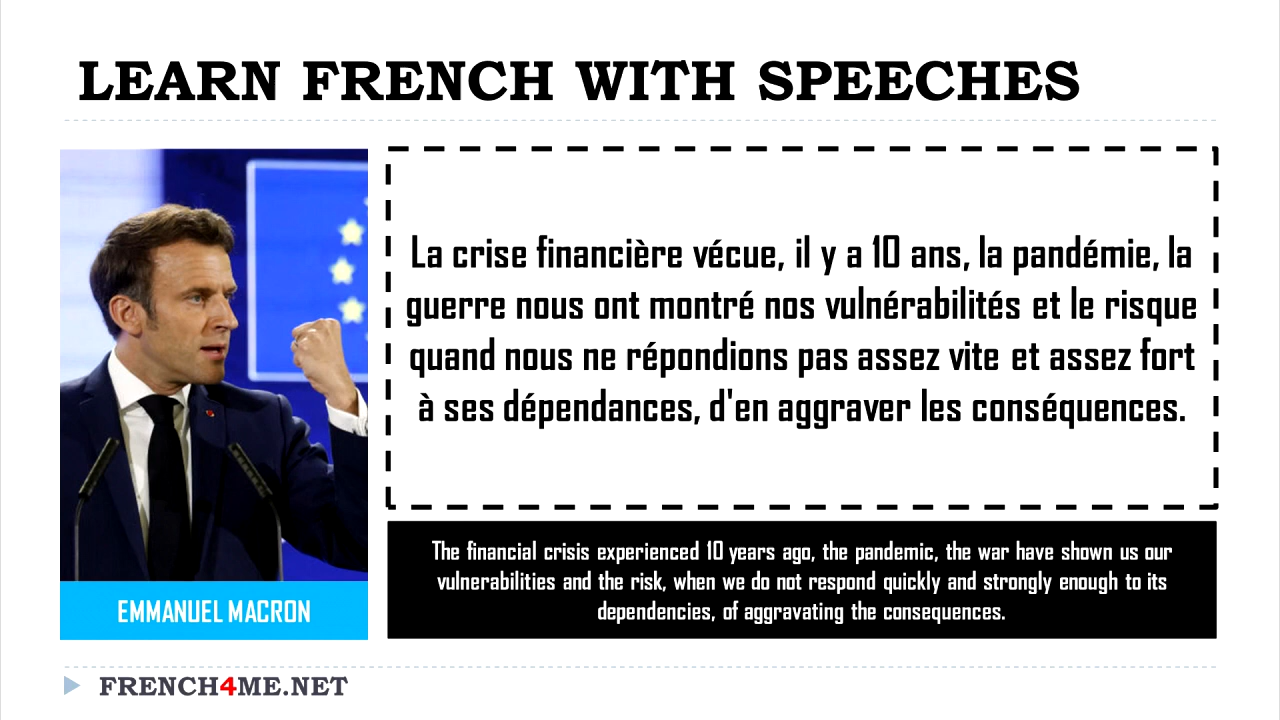 LEARN FRENCH WITH SPEECHES
La crise financière vécue, il y a 10 ans, la pandémie, la
guerre nous ont montré nos vulnérabilités et le risque
quand nous ne répondions pas assez vite et assez fort
à ses dépendances, d'en aggraver les conséquences.
The financial crisis experienced 10 years ago, the pandemic, the war have shown us our
vulnerabilities and the risk, when we do not respond quickly and strongly enough to its
dependencies, of aggravating the consequences.
EMMANUEL MACRON
FRENCH4ME.NET